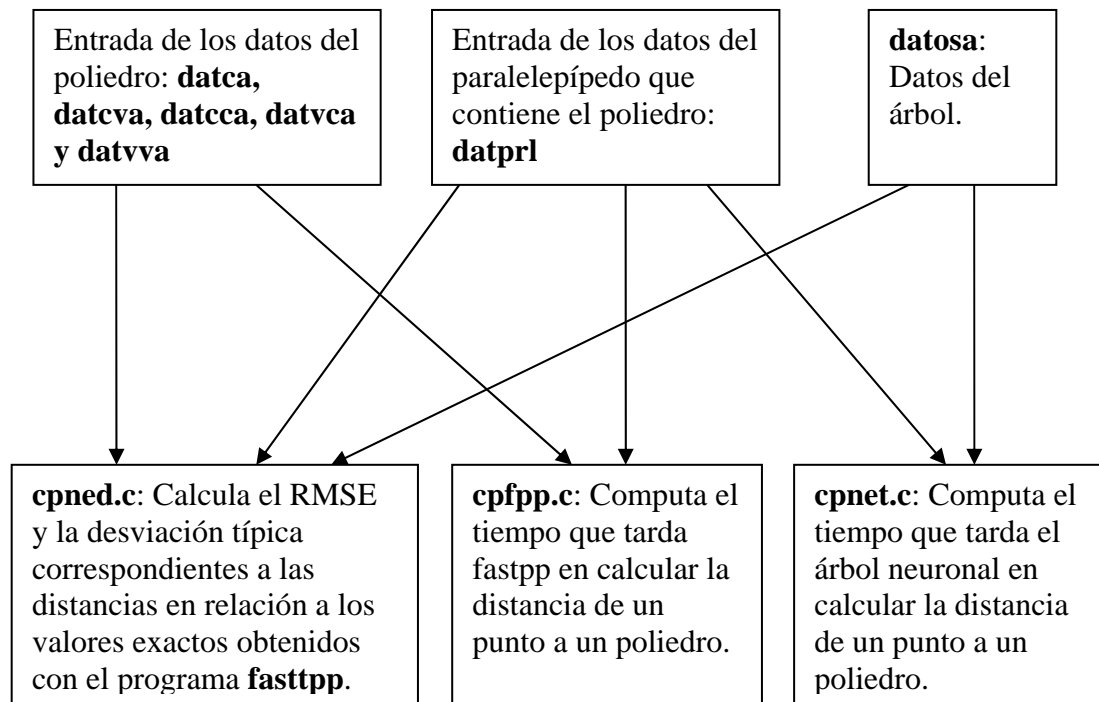 Entrada de los datos del
poliedro: datca,
datcva, datcca, datvca
y datvva
Entrada de los datos del
paralelepípedo que
contiene el poliedro:
datprl
datosa:
Datos del
árbol.
cpned.c: Calcula el RMSE
y la desviación típica
correspondientes a las
distancias en relación a los
valores exactos obtenidos
con el programa fasttpp.
cpfpp.c: Computa el
tiempo que tarda
fastpp en calcular la
distancia de un
punto a un poliedro.
cpnet.c: Computa el
tiempo que tarda el
árbol neuronal en
calcular la distancia
de un punto a un
poliedro.